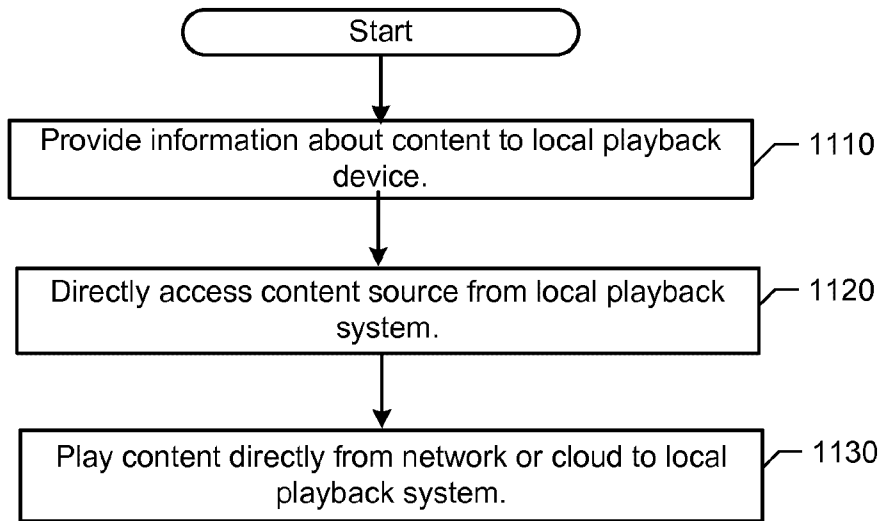 Start
Provide information about content to local playback
device.
1110
Directly access content source from local playback
system.
1120
Play content directly from network or cloud to local
playback system.
1130